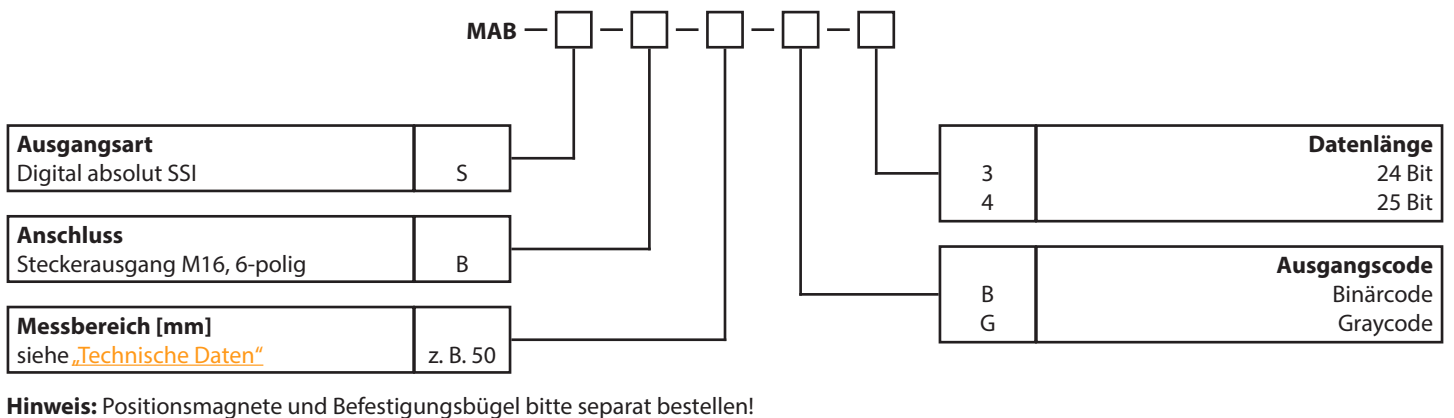 MAB — — — — —
Ausgangsart
Digital absolut SSI S
Anschluss
Steckerausgang M16, 6-polig B
Messbereich [mm]
siehe „Technische Daten“ z. B. 50
Datenlänge
3 24 Bit
4 25 Bit
Ausgangscode
B Binärcode
G Graycode
Hinweis: Positionsmagnete und Befestigungsbügel bitte separat bestellen!